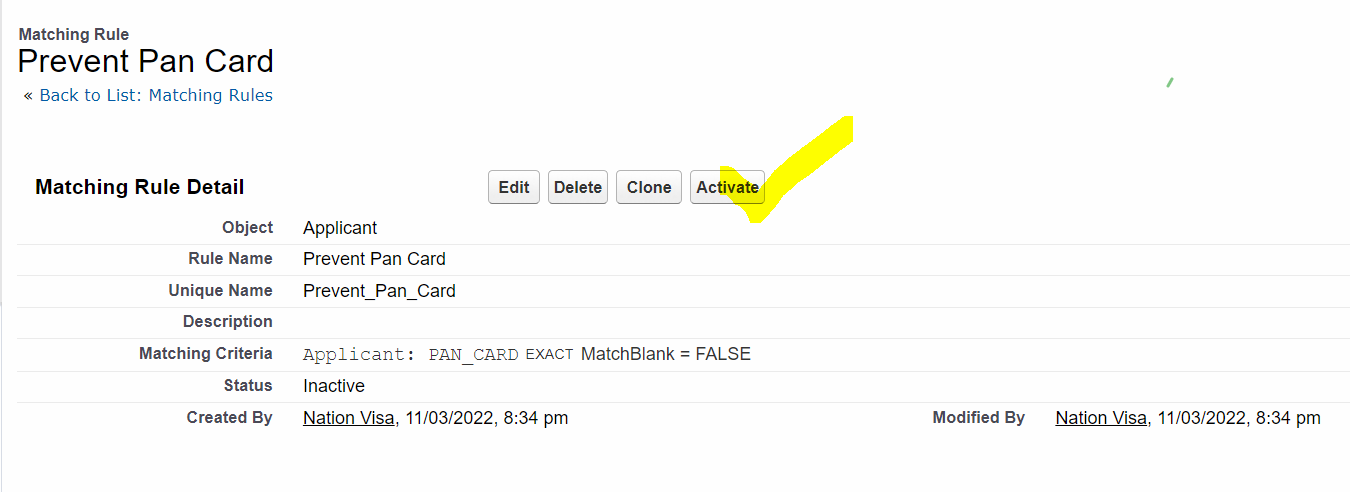 Matching Rule
Prevent Pan Card
« Back to List: Matching Rules
Matching Rule Detail Edit Delete Clone Activate
Object Applicant
Rule Name Prevent Pan Card
Unique Name Prevent_Pan_Card
Description
Matching Criteria Applicant: PAN_CARD EXACT MatchBlank = FALSE
Status Inactive
Created By Nation Visa, 11/03/2022, 8:34 pm Modified By Nation Visa, 11/03/2022, 8:34 pm